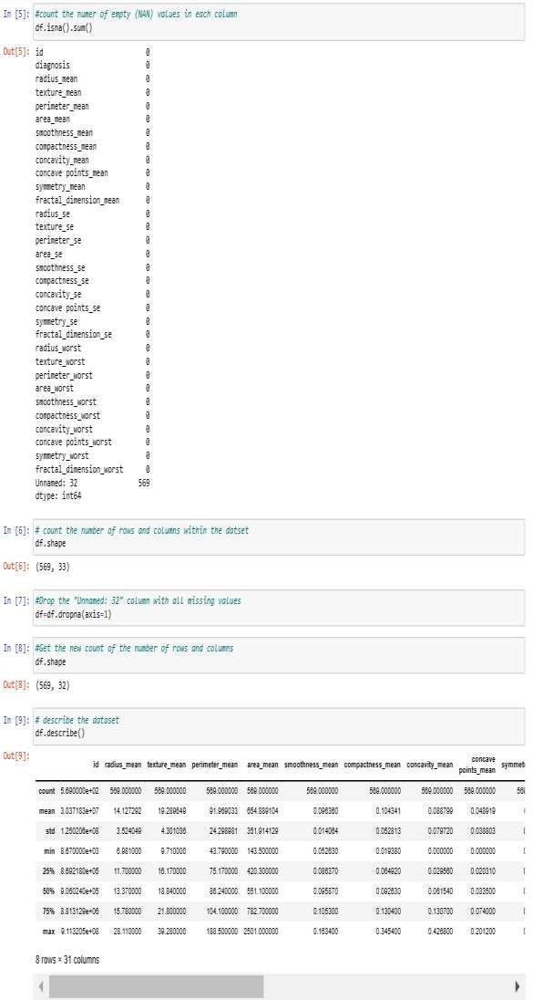 In [5]: #count the numer of empty (NAN) values in each column
df.isna().sum()
Out[5]: id 0
diagnosis 0
radius_mean 0
texture_mean 0
perimeter_mean 0
area_mean 0
smoothness_mean 0
compactness_mean 0
concavity_mean 0
concave points_mean 0
symmetry_mean 0
fractal_dimension_mean 0
radius_se 0
texture_se 0
perimeter_se 0
area_se 0
smoothness_se 0
compactness_se 0
concavity_se 0
concave points_se 0
symmetry_se 0
fractal_dimension_se 0
radius_worst 0
texture_worst 0
perimeter_worst 0
area_worst 0
smoothness_worst 0
compactness_worst 0
concavity_worst 0
concave points_worst 0
symmetry_worst 0
fractal_dimension_worst 0
Unnamed: 32 569
dtype: int64
In [6]: # count the number of rows and columns within the datset
df.shape
Out[6]: (569, 33)
In [7]: #Drop the "Unnamed: 32" column with all missing values
df=df.dropna(axis=1)
In [8]: #Get the new count of the number of rows and columns
df.shape
Out[8]: (569, 32)
In [9]: # describe the dataset
df.describe()
Out[9]:
id radius_mean texture_mean perimeter_mean area_mean smoothness_mean compactness_mean concavity_mean concave points_mean symmetr
count 5.690000e+02 569.000000 569.000000 569.000000 569.000000 569.000000 569.000000 569.000000 569.000000 569
mean 3.037183e+07 14.127292 19.289649 91.969033 654.889104 0.096360 0.104341 0.088799 0.048919
std 1.250206e+08 3.524049 4.301036 24.298981 351.914129 0.014064 0.052813 0.079720 0.038803
min 8.670000e+03 6.981000 9.710000 43.790000 143.500000 0.052630 0.019380 0.000000 0.000000
25% 8.692180e+05 11.700000 16.170000 75.170000 420.300000 0.086370 0.064920 0.029560 0.020310
50% 9.060240e+05 13.370000 18.840000 86.240000 551.100000 0.095870 0.092630 0.061540 0.033500
75% 8.813129e+06 15.780000 21.800000 104.100000 782.700000 0.105300 0.130400 0.130700 0.074000
max 9.113205e+08 28.110000 39.280000 188.500000 2501.000000 0.163400 0.345400 0.426800 0.201200
8 rows × 31 columns